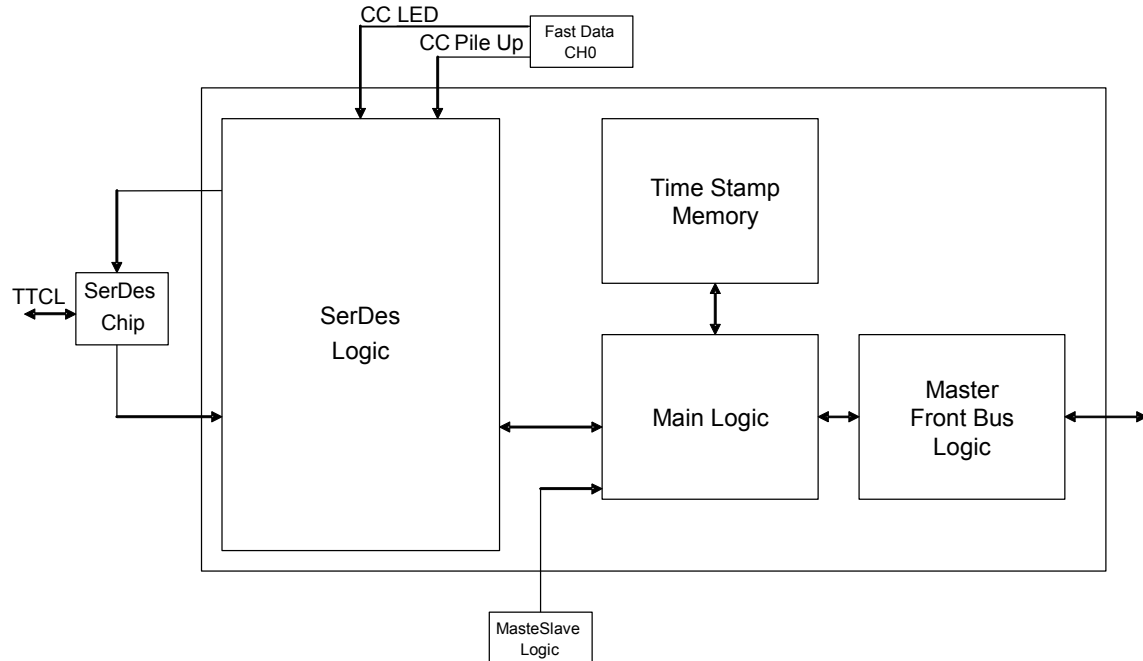 CC LED
CC Pile Up
Fast Data
CH0
Time Stamp
Memory
TTCL
SerDes
Chip
SerDes
Logic
Main Logic
Master
Front Bus
Logic
MasteSlave
Logic